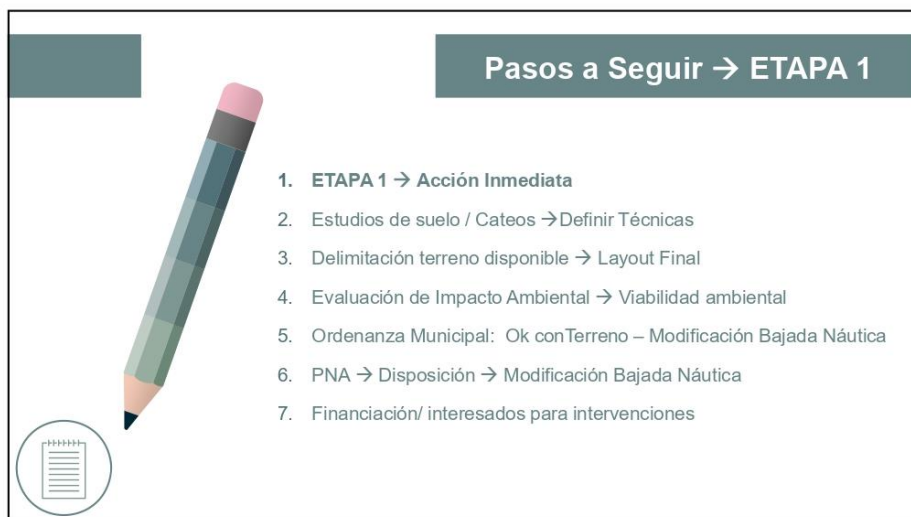 Pasos a Seguir → ETAPA 1
1. ETAPA 1 → Acción Inmediata
2. Estudios de suelo / Cateos →Definir Técnicas
3. Delimitación terreno disponible → Layout Final
4. Evaluación de Impacto Ambiental → Viabilidad ambiental
5. Ordenanza Municipal: Ok conTerreno – Modificación Bajada Náutica
6. PNA → Disposición → Modificación Bajada Náutica
7. Financiación/ interesados para intervenciones